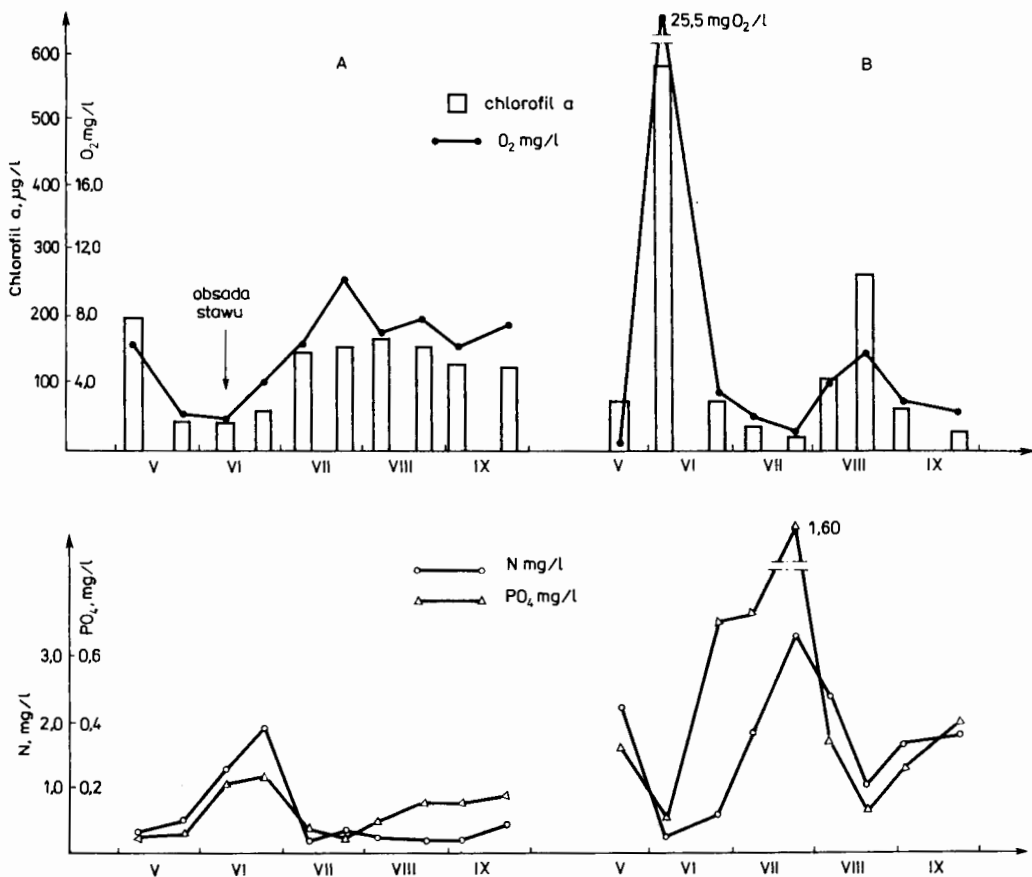 25,5 mg O₂/l
A
B
chlorofil a
O₂ mg/l
Chlorofil a, µg/l
O₂ mg/l
600
500
400 16,0
300 12,0
200 8,0
100 4,0
obsada
stawu
V VI VII VIII IX
V VI VII VIII IX
1,60
N mg/l
PO₄ mg/l
N, mg/l
PO₄, mg/l
3,0 0,6
2,0 0,4
1,0 0,2
V VI VII VIII IX
V VI VII VIII IX